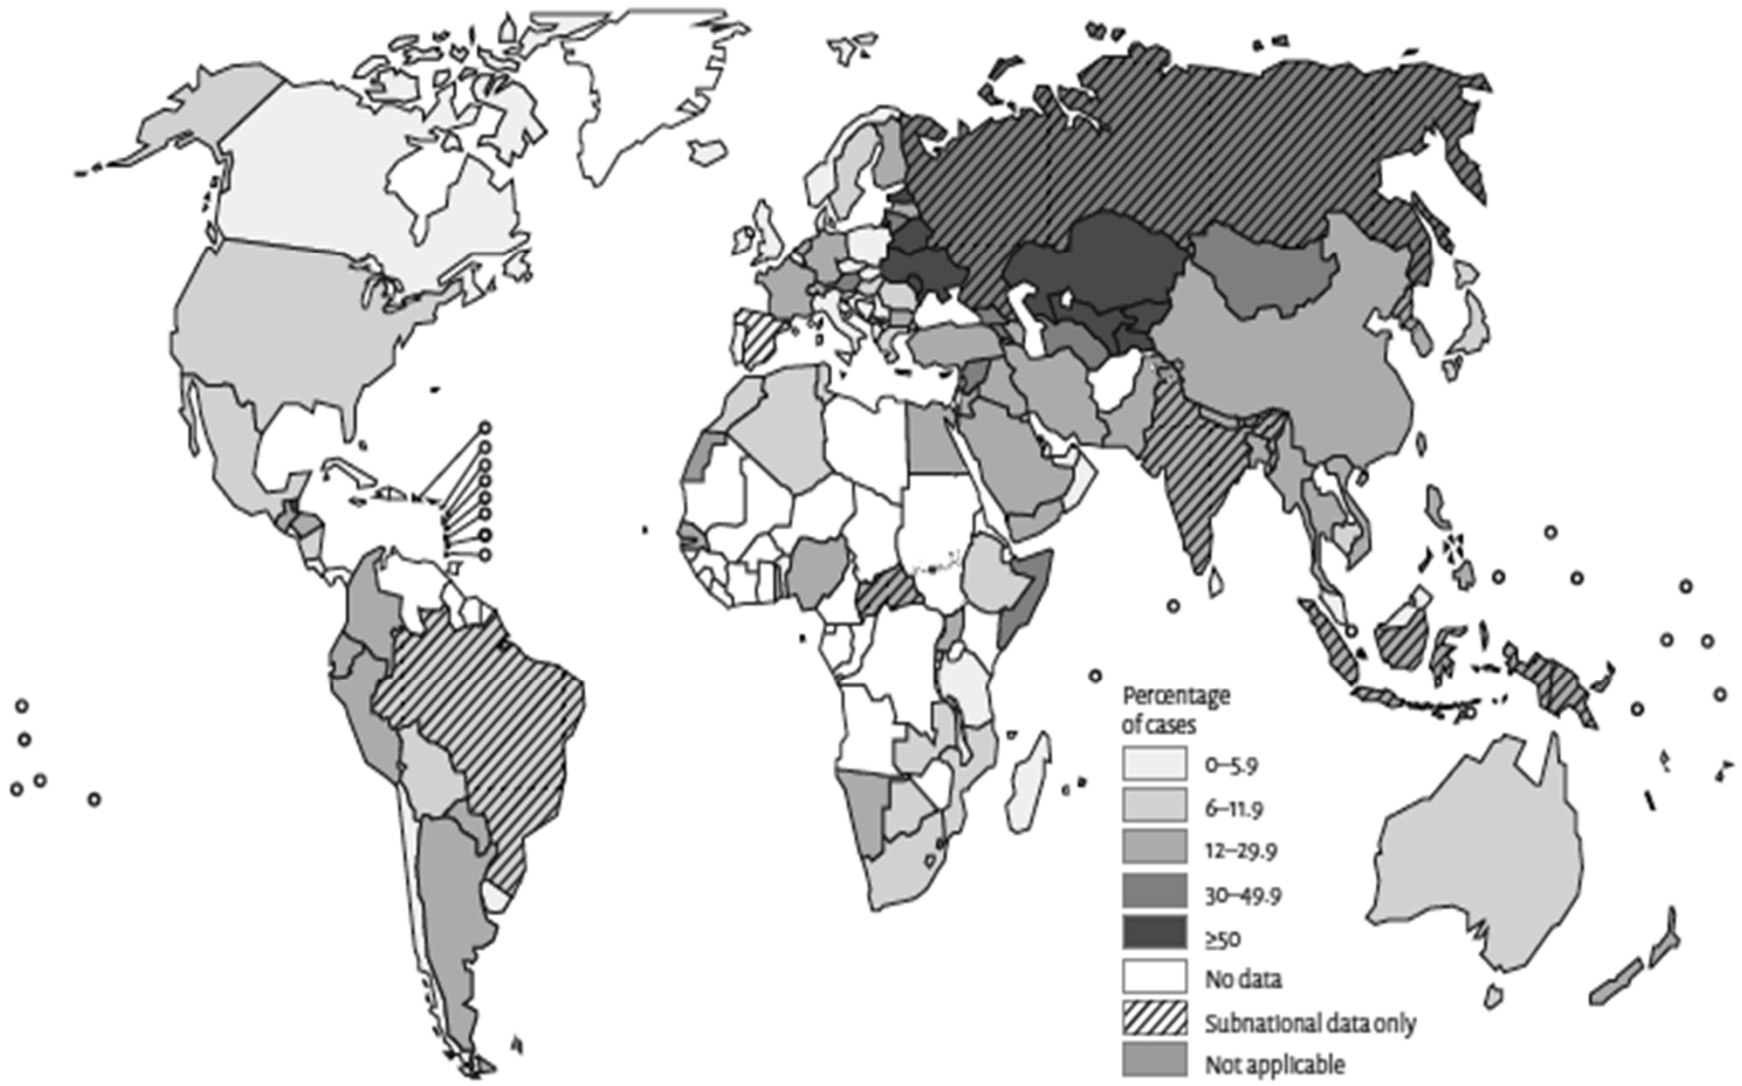 Percentage
of cases
0–5.9
6–11.9
12–29.9
30–49.9
≥50
No data
Subnational data only
Not applicable